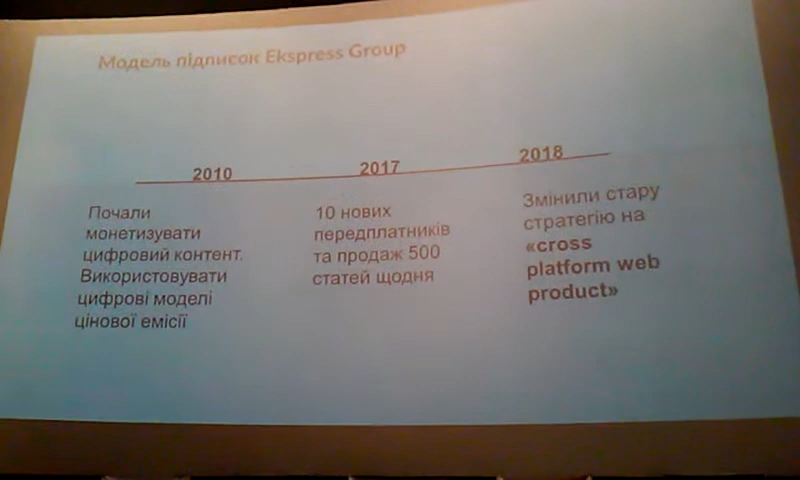 Модель підписок Ekspress Group
2010
2017
2018
Почали
монетизувати
цифровий контент.
Використовувати
цифрові моделі
цінової емісії
10 нових
передплатників
та продаж 500
статей щодня
Змінили стару
стратегію на
«cross
platform web
product»